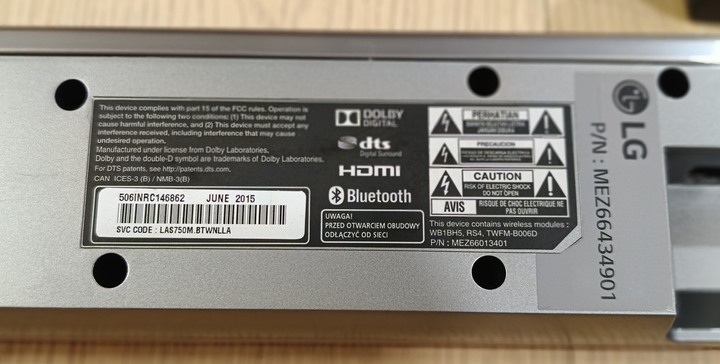 This device complies with part 15 of the FCC rules. Operation is
subject to the following two conditions: (1) This device may not
cause harmful interference, and (2) This device must accept any
interference received, including interference that may cause
undesired operation.
Manufactured under license from Dolby Laboratories.
Dolby and the double-D symbol are trademarks of Dolby Laboratories.
For DTS patents, see http://patents.dts.com.
CAN ICES-3 (B) / NMB-3(B)
506INRC146862 JUNE 2015
SVC CODE : LAS750M.BTWNLLA
DOLBY
DIGITAL
dts
Digital Surround
HDMI
Bluetooth
UWAGA!
PRZED OTWARCIEM OBUDOWY
ODŁĄCZYĆ OD SIECI
PERHATIAN
PRECAUCION
CAUTION
RISK OF ELECTRIC SHOCK
DO NOT OPEN
AVIS
RISQUE DE CHOC ELECTRIQUE NE
PAS OUVRIR
This device contains wireless modules :
WB1BH5, RS4, TWFM-B006D
P/N : MEZ66013401
LG
P/N : MEZ66434901